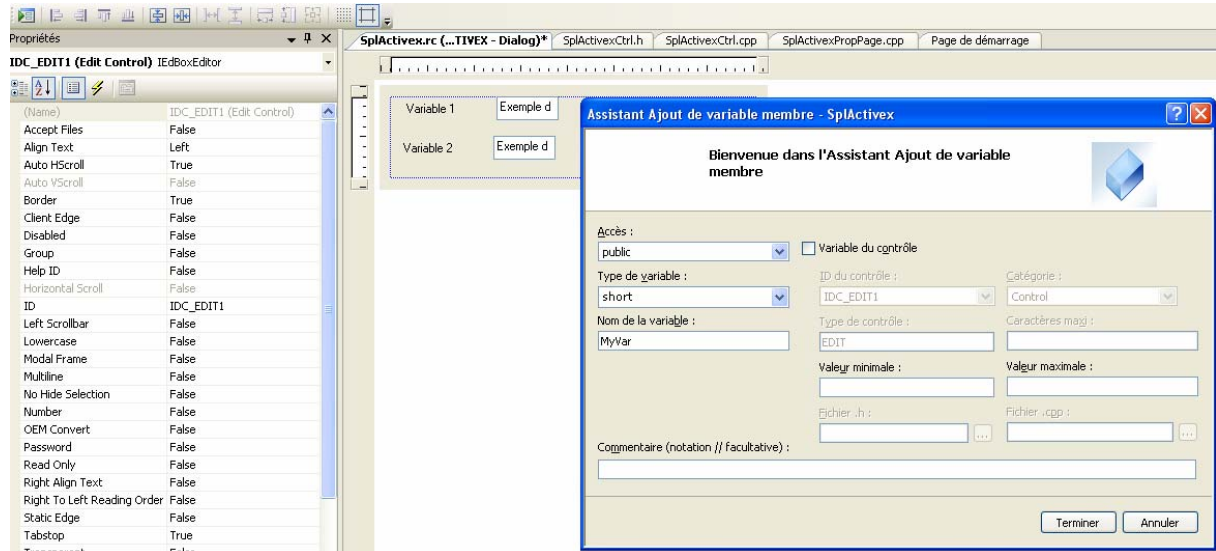 Propriétés
IDC_EDIT1 (Edit Control) IEdBoxEditor
(Name) IDC_EDIT1 (Edit Control)
Accept Files False
Align Text Left
Auto HScroll True
Auto VScroll False
Border True
Client Edge False
Disabled False
Group False
Help ID False
Horizontal Scroll False
ID IDC_EDIT1
Left Scrollbar False
Lowercase False
Modal Frame False
Multiline False
No Hide Selection False
Number False
OEM Convert False
Password False
Read Only False
Right Align Text False
Right To Left Reading Order False
Static Edge False
Tabstop True
SplActivex.rc (...TIVEX - Dialog)* SplActivexCtrl.h SplActivexCtrl.cpp SplActivexPropPage.cpp Page de démarrage
Variable 1 Exemple d
Variable 2 Exemple d
Assistant Ajout de variable membre - SplActivex
Bienvenue dans l'Assistant Ajout de variable
membre
Accès :
public Variable du contrôle
Type de variable : ID du contrôle : Catégorie :
short IDC_EDIT1 Control
Nom de la variable : Type de contrôle : Caractères maxi :
MyVar EDIT
Valeur minimale : Valeur maximale :
Fichier .h : Fichier .cpp :
... ...
Commentaire (notation // facultative) :
Terminer Annuler